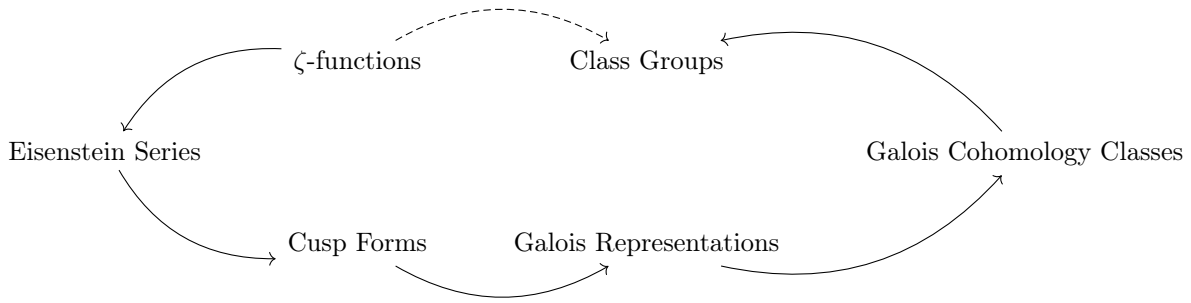 ζ-functions Class Groups
Eisenstein Series Galois Cohomology Classes
Cusp Forms Galois Representations